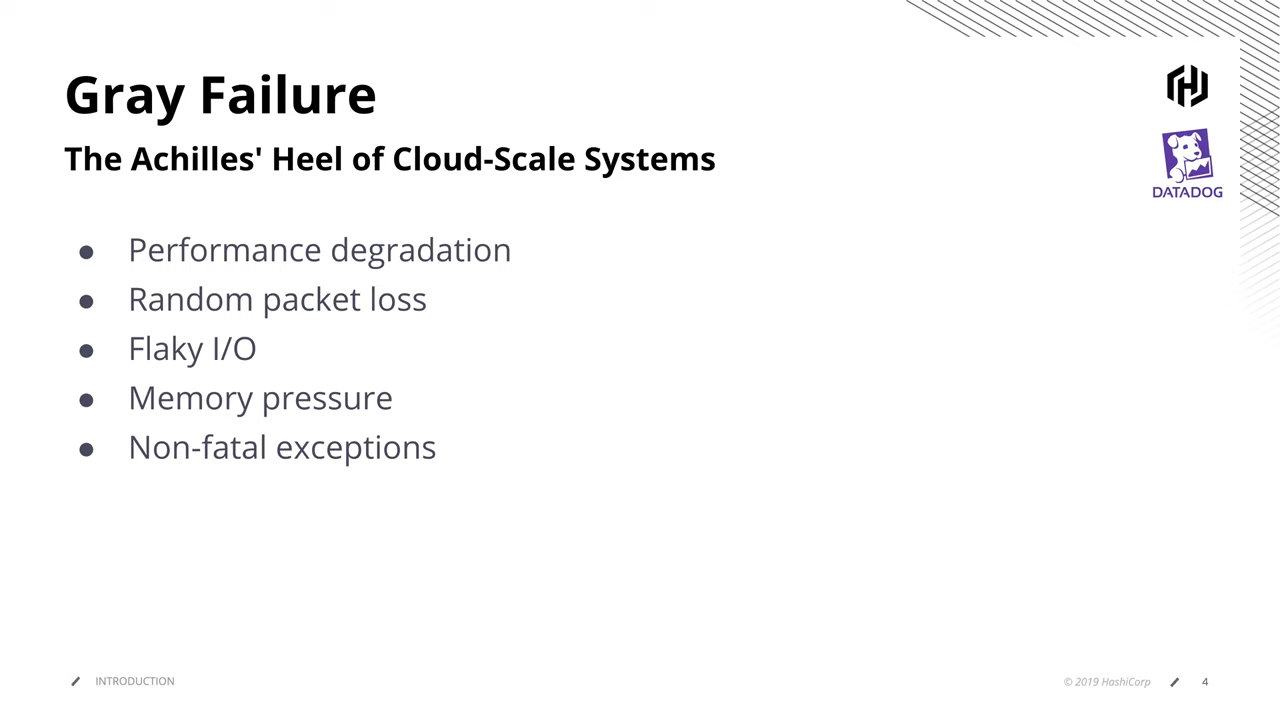 Gray Failure
The Achilles' Heel of Cloud-Scale Systems
DATADOG
● Performance degradation
● Random packet loss
● Flaky I/O
● Memory pressure
● Non-fatal exceptions
INTRODUCTION
© 2019 HashiCorp
4